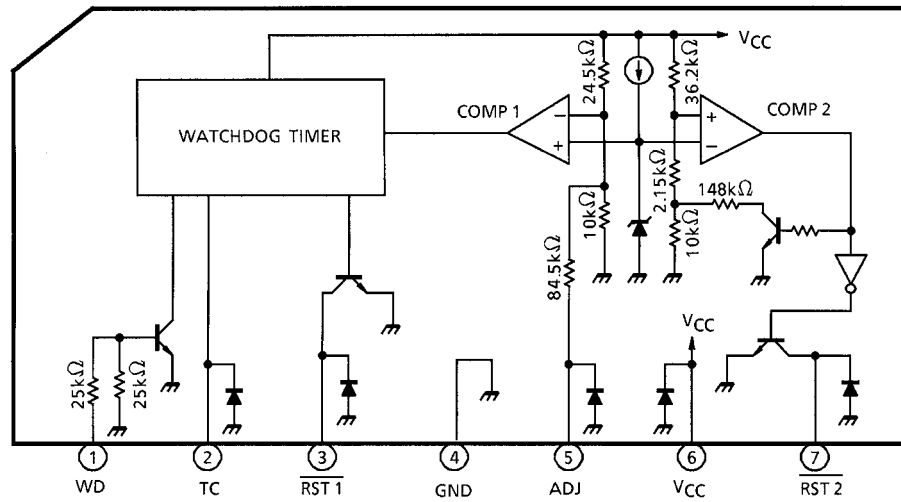 VCC
24.5kΩ
36.2kΩ
COMP 1
COMP 2
WATCHDOG TIMER
−
+
+
−
2.15kΩ
148kΩ
10kΩ
10kΩ
84.5kΩ
VCC
25kΩ
25kΩ
1
2
3
4
5
6
7
WD
TC
RST 1
GND
ADJ
VCC
RST 2